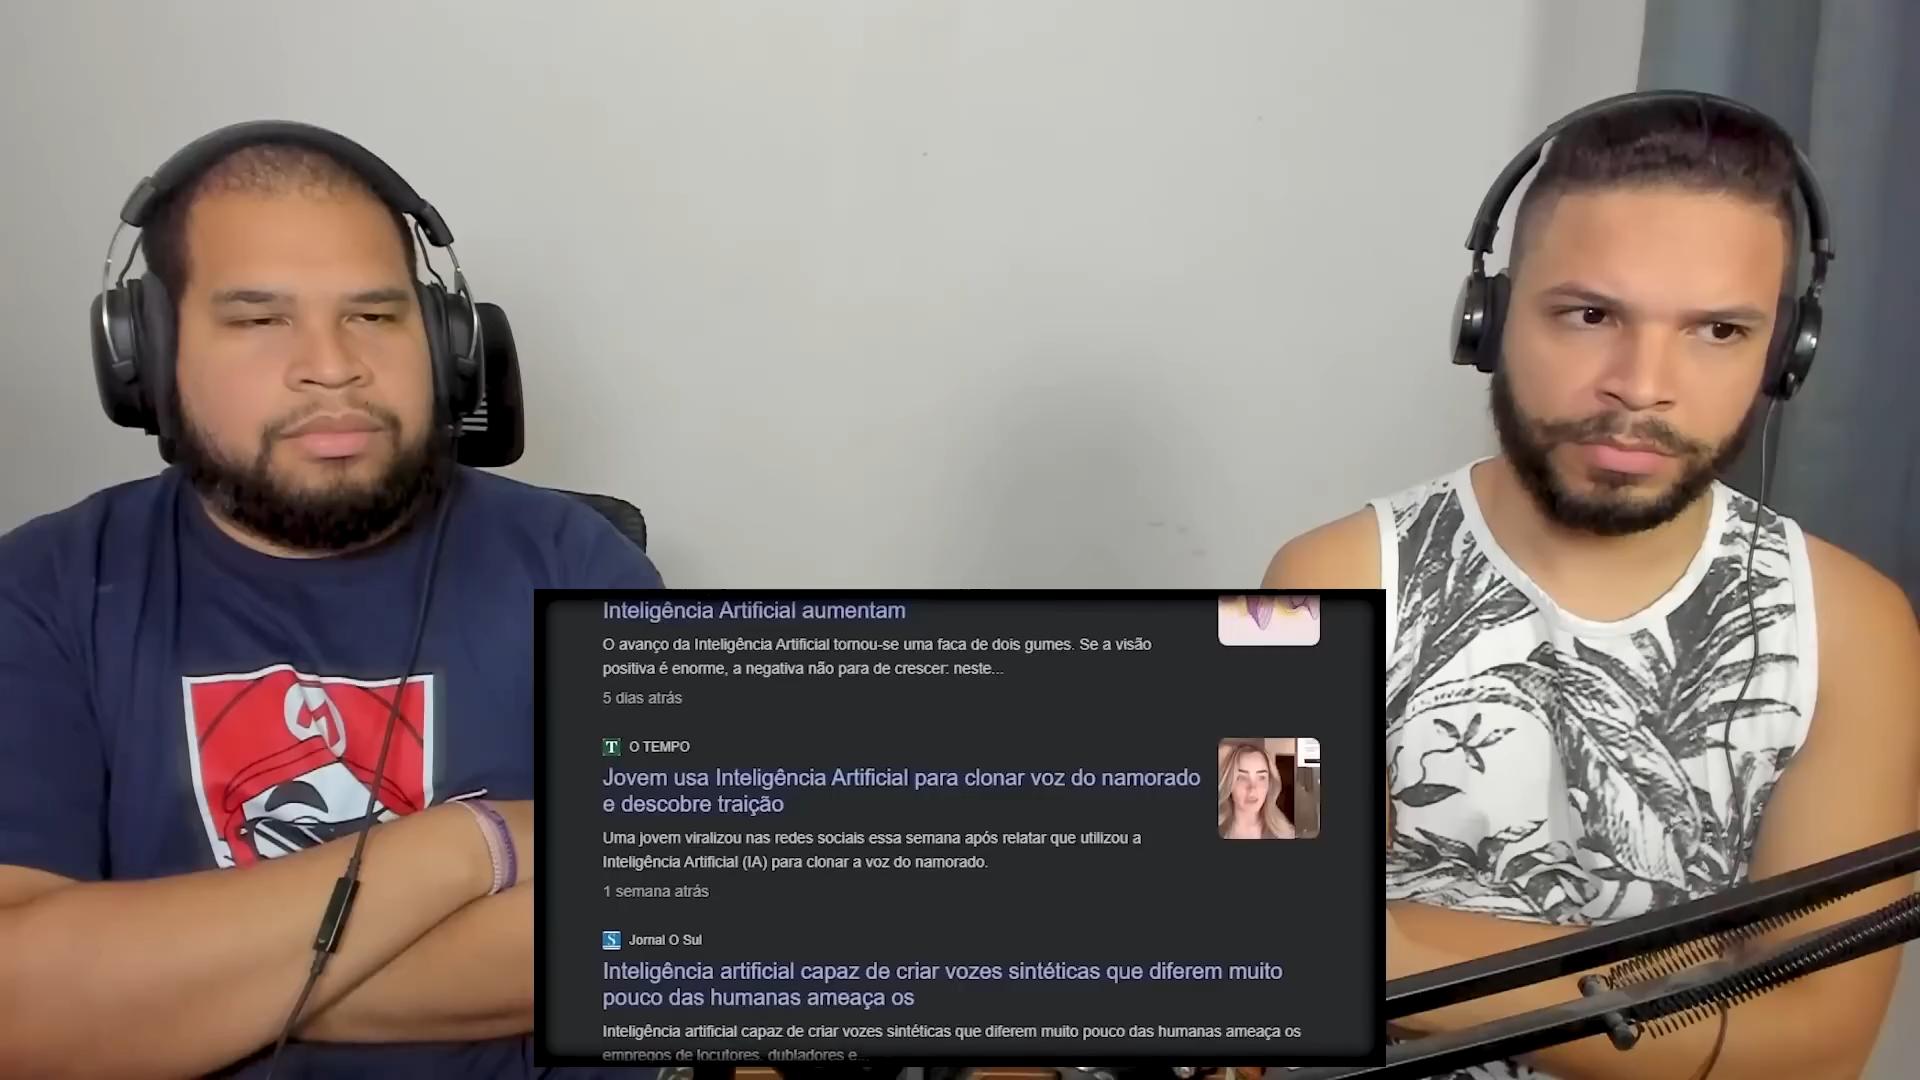 Inteligência Artificial aumentam
O avanço da Inteligência Artificial tornou-se uma faca de dois gumes. Se a visão
positiva é enorme, a negativa não para de crescer: neste...
5 dias atrás
T O TEMPO
Jovem usa Inteligência Artificial para clonar voz do namorado
e descobre traição
Uma jovem viralizou nas redes sociais essa semana após relatar que utilizou a
Inteligência Artificial (IA) para clonar a voz do namorado.
1 semana atrás
S Jornal O Sul
Inteligência artificial capaz de criar vozes sintéticas que diferem muito
pouco das humanas ameaça os
Inteligência artificial capaz de criar vozes sintéticas que diferem muito pouco das humanas ameaça os
empregos de locutores, dubladores e...